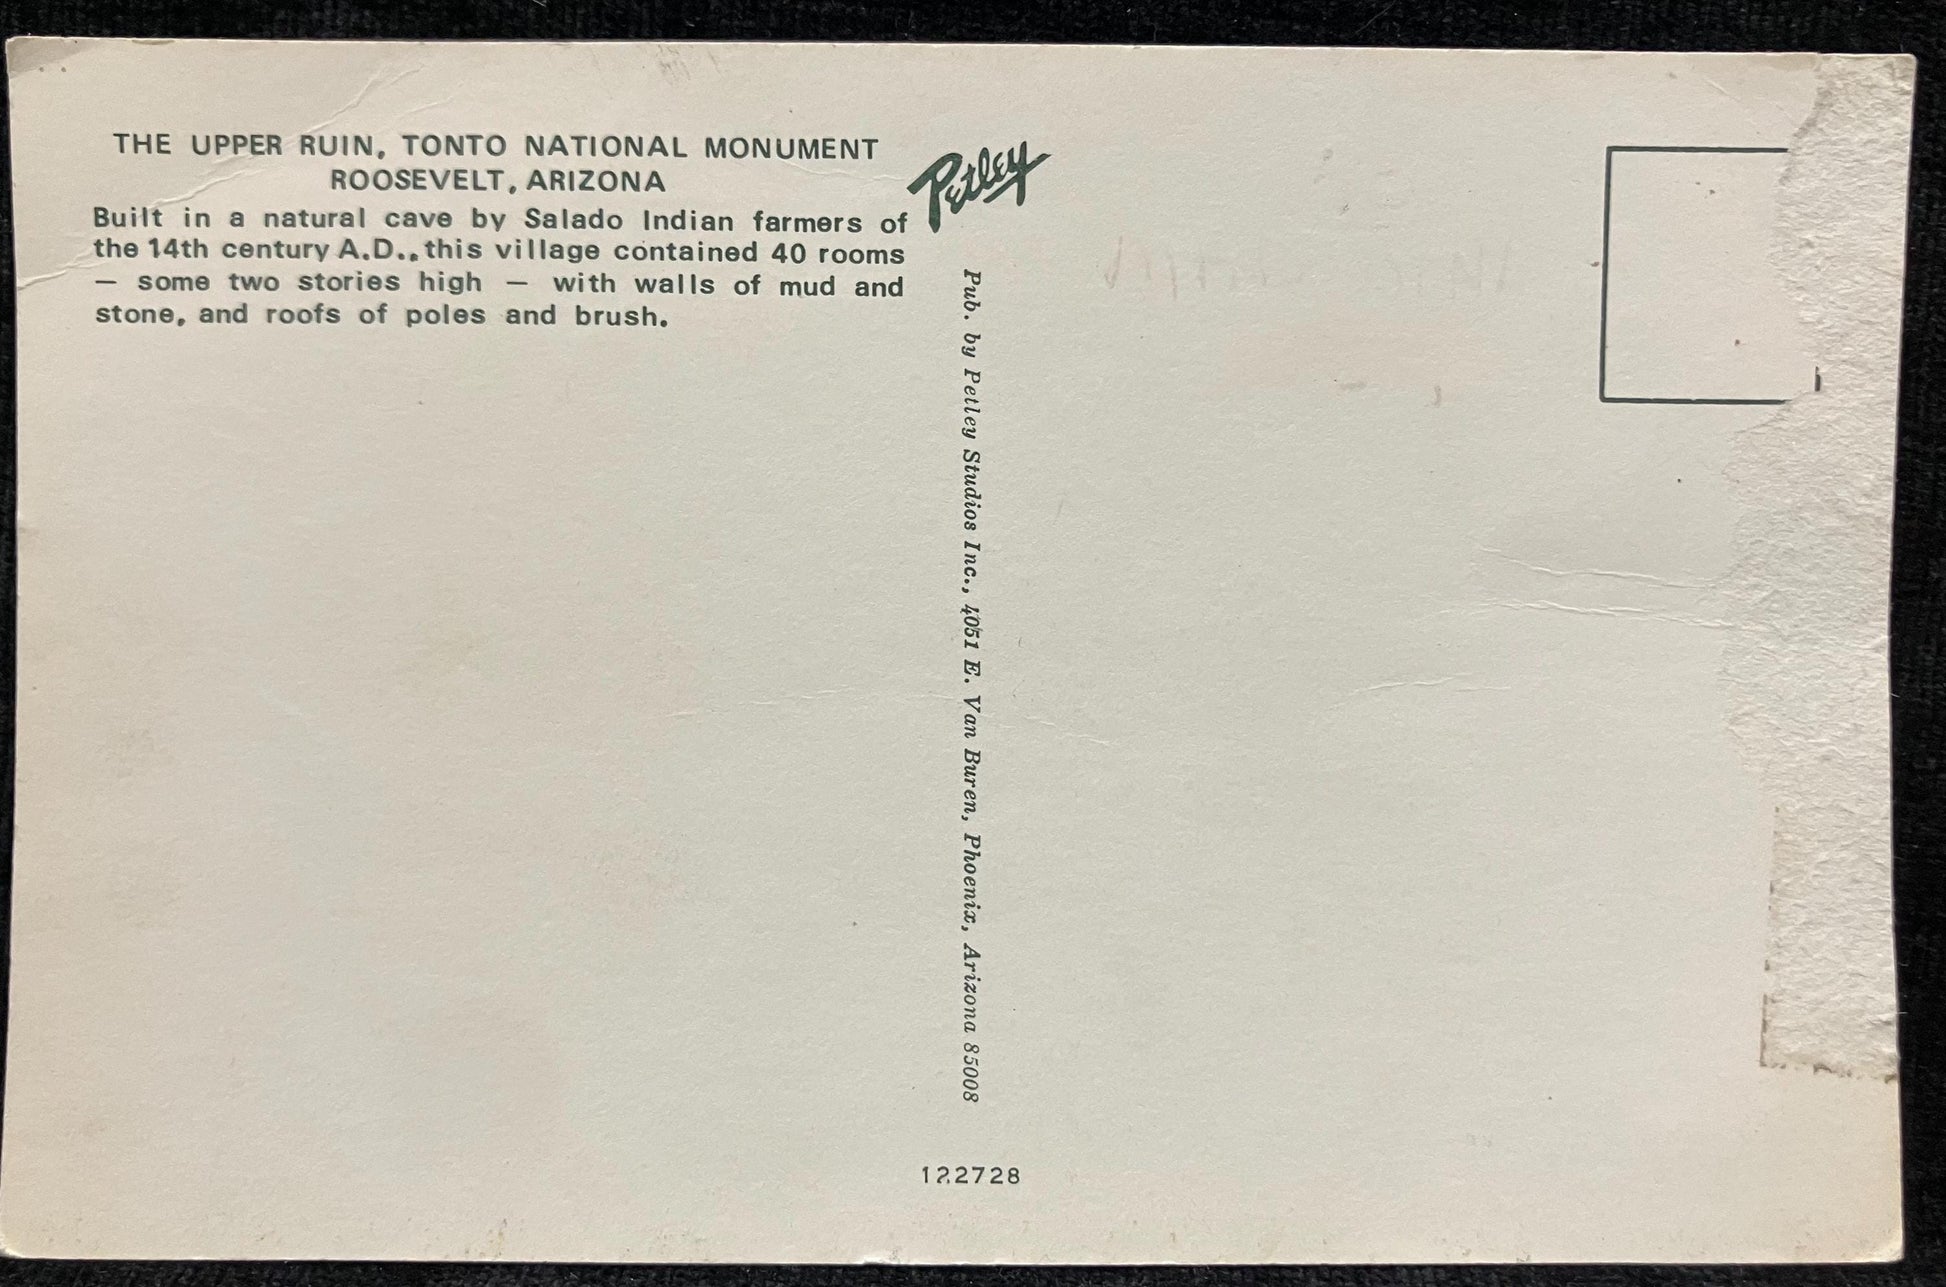 THE UPPER RUIN, TONTO NATIONAL MONUMENT
ROOSEVELT, ARIZONA
Built in a natural cave by Salado Indian farmers of
the 14th century A.D.., this village contained 40 rooms
— some two stories high — with walls of mud and
stone, and roofs of poles and brush.
Petley
Pub. by Petley Studios Inc., 4051 E. Van Buren, Phoenix, Arizona 85008
122728